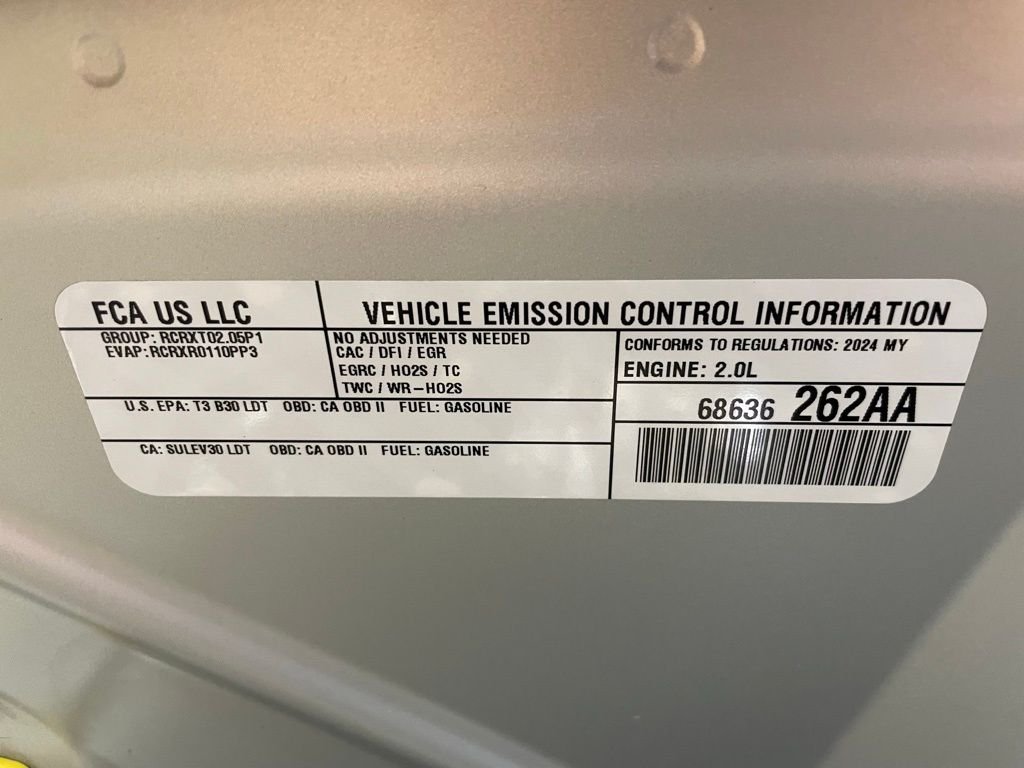 FCA US LLC
VEHICLE EMISSION CONTROL INFORMATION
GROUP: RCRXT02.05P1
EVAP: RCRXR0110PP3
NO ADJUSTMENTS NEEDED
CAC / DFI / EGR
EGRC / HO2S / TC
TWC / WR-HO2S
CONFORMS TO REGULATIONS: 2024 MY
ENGINE: 2.0L
68636 262AA
U.S. EPA: T3 B30 LDT OBD: CA OBD II FUEL: GASOLINE
CA: SULEV30 LDT OBD: CA OBD II FUEL: GASOLINE